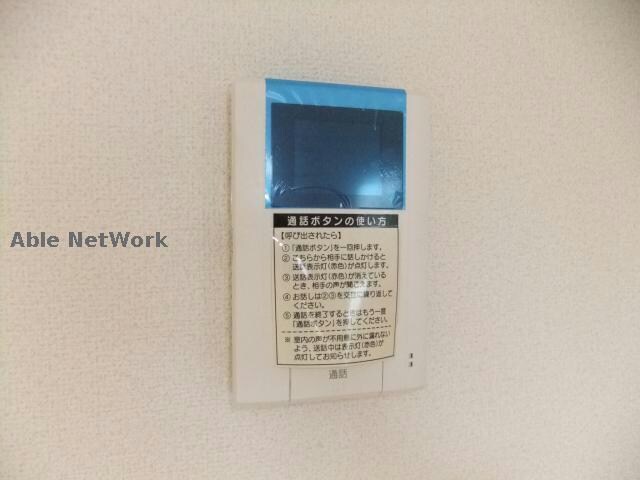 Able NetWork
通話ボタンの使い方
【呼び出されたら】
①「通話ボタン」を一回押します。
② こちらから相手に話しかけると
送話表示灯(赤色)が点灯します。
③ 送話表示灯(赤色)が消えている
とき、相手の声が聞こえます。
④ お話しは②③を交互に繰り返して
ください。
⑤ 通話を終了するときはもう一度
「通話ボタン」を押してください。
※ 室内の声が不用意に外に漏れない
よう、送話中は表示灯(赤色)が
点灯してお知らせします。
通話